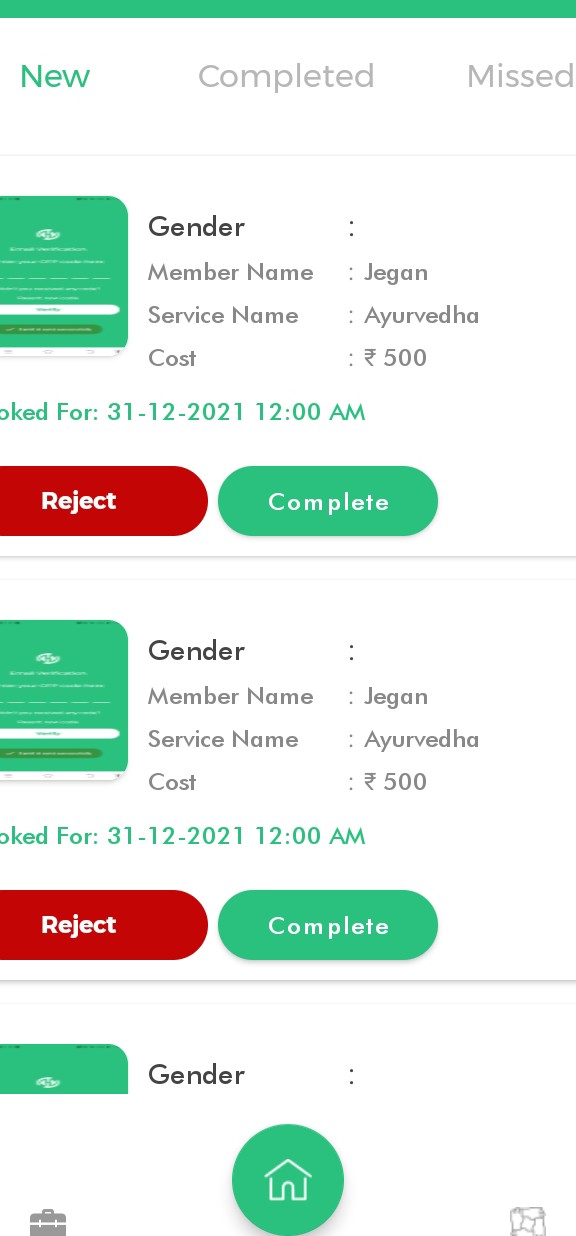 New Completed Missed
Gender :
Member Name : Jegan
Service Name : Ayurvedha
Cost : ₹ 500
oked For: 31-12-2021 12:00 AM
Reject Complete
Gender :
Member Name : Jegan
Service Name : Ayurvedha
Cost : ₹ 500
oked For: 31-12-2021 12:00 AM
Reject Complete
Gender :